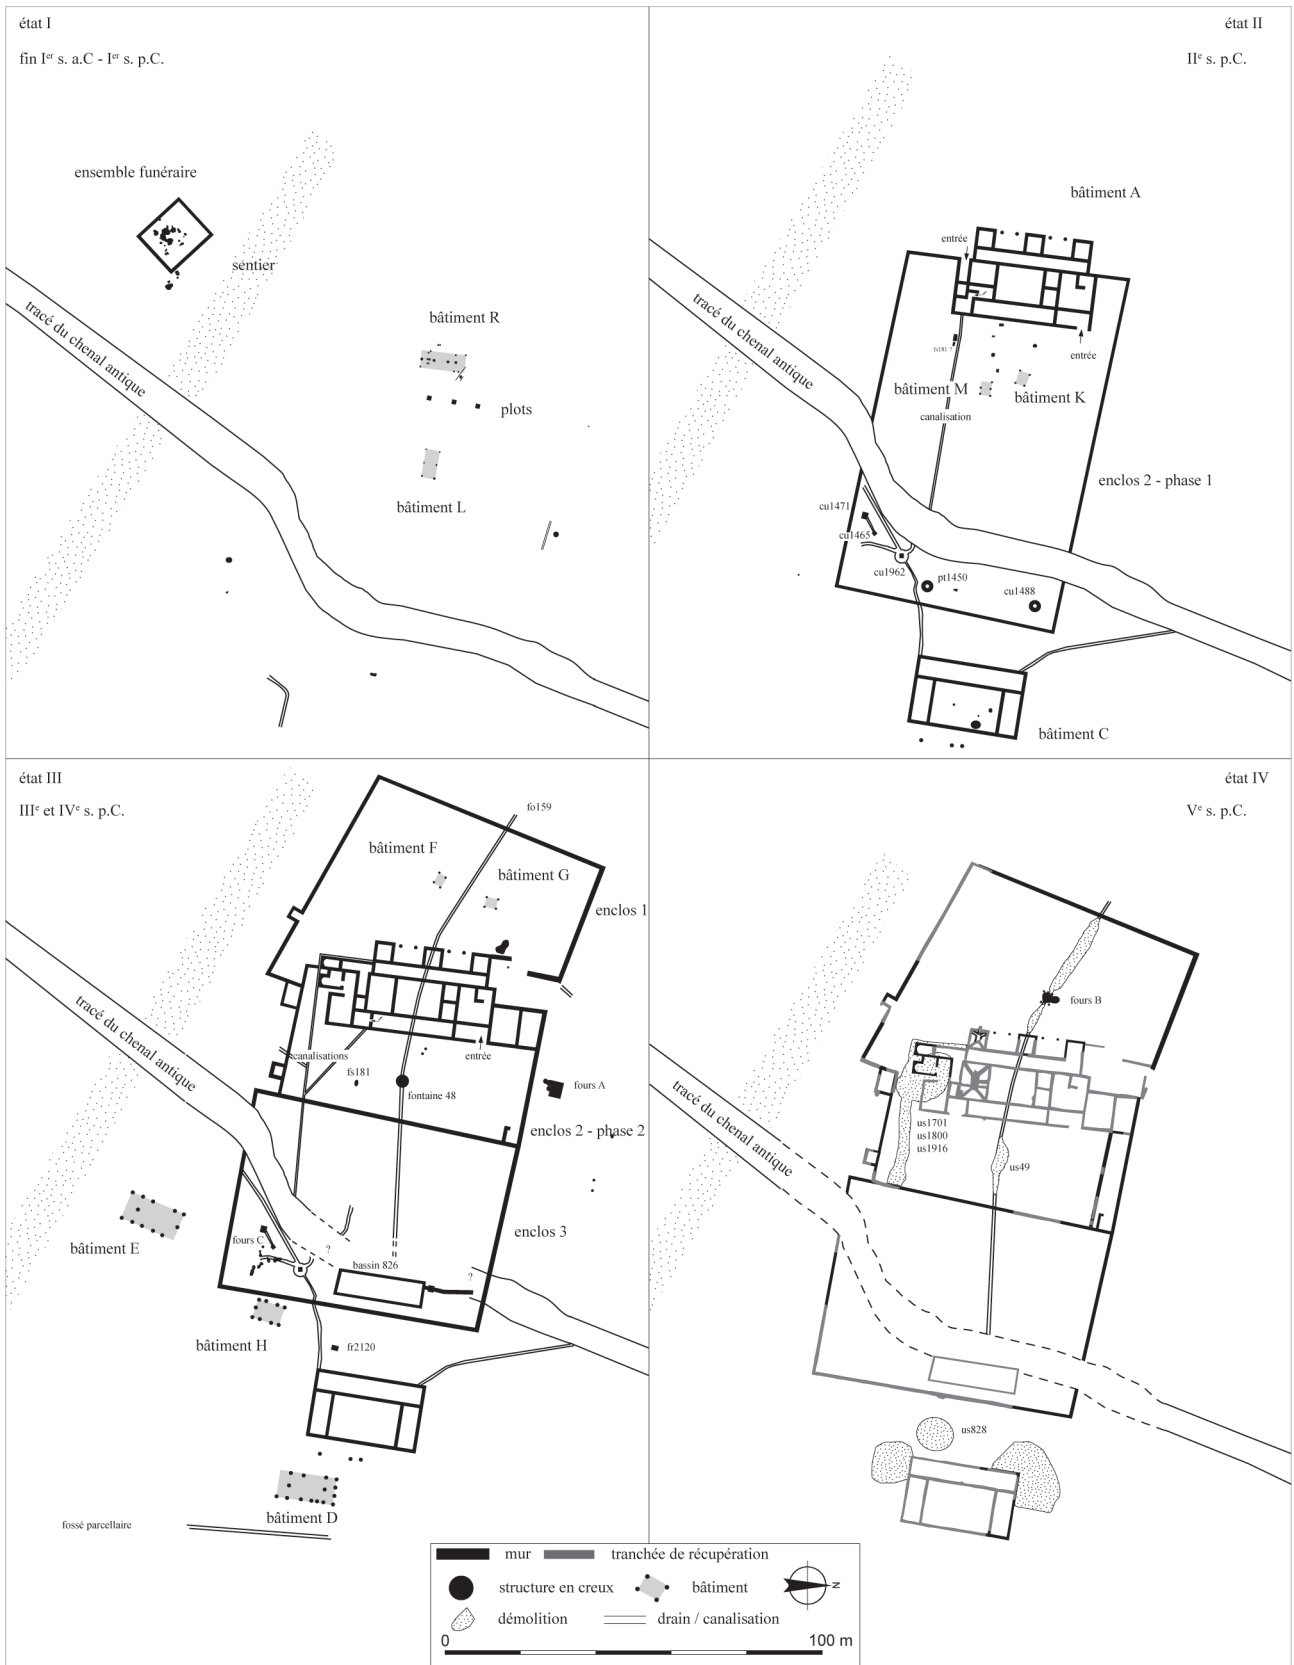 état I
fin Ier s. a.C - Ier s. p.C.
ensemble funéraire
sentier
tracé du chenal antique
bâtiment R
plots
bâtiment L
état II
IIe s. p.C.
bâtiment A
entrée
tracé du chenal antique
entrée
fs181 ?
bâtiment M
bâtiment K
canalisation
enclos 2 - phase 1
cu1471
cu1465
cu1962
pt1450
cu1488
bâtiment C
état III
IIIe et IVe s. p.C.
fo159
bâtiment F
bâtiment G
enclos 1
tracé du chenal antique
canalisations
entrée
fs181
fontaine 48
fours A
enclos 2 - phase 2
bâtiment E
enclos 3
fours C
?
bassin 826
?
bâtiment H
fr2120
bâtiment D
fossé parcellaire
état IV
Ve s. p.C.
fours B
tracé du chenal antique
us1701
us1800
us1916
us49
us828
mur
tranchée de récupération
structure en creux
bâtiment
N
démolition
drain / canalisation
0
100 m